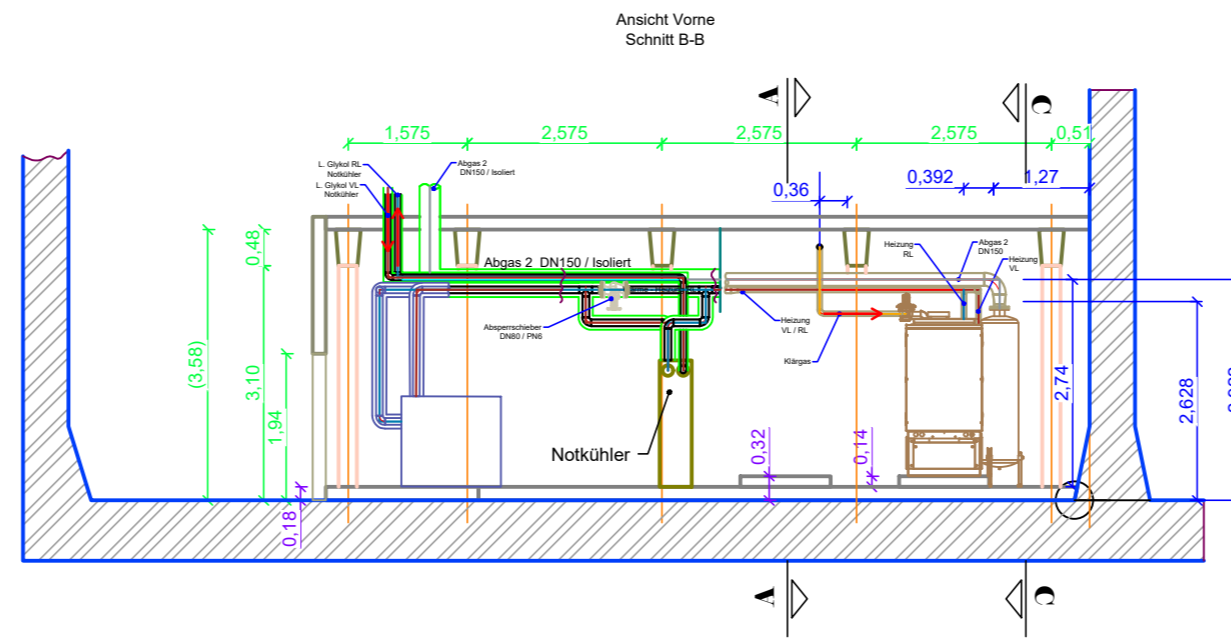 Ansicht Vorne
Schnitt B-B
A
C
1,575
2,575
2,575
2,575
0,51
L. Glykol RL
Notkühler
L. Glykol VL
Notkühler
Abgas 2
DN150 / Isoliert
0,36
0,392
1,27
Abgas 2 DN150 / Isoliert
Heizung
RL
Abgas 2
DN150
Heizung
VL
Absperrschieber
DN80 / PN6
Heizung
VL / RL
Klärgas
(3,58)
0,48
3,10
1,94
0,18
Notkühler
0,32
0,14
2,74
2,628
A
C